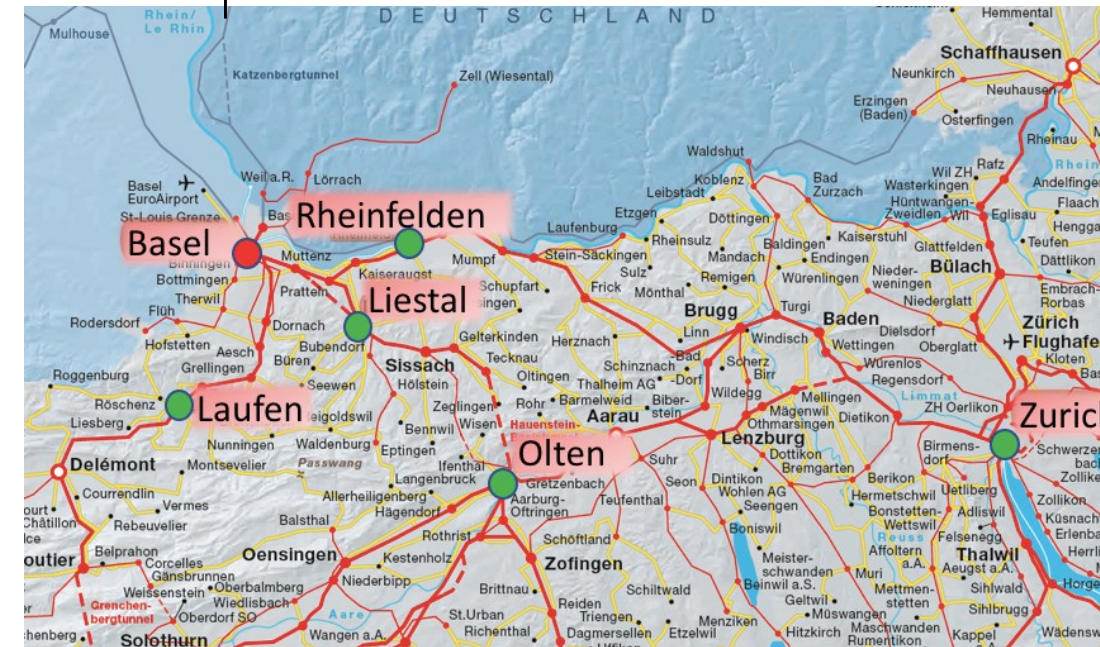 DEUTSCHLAND
Rhein/
Le Rhin
Mulhouse
Katzenbergtunnel
Zell (Wiesental)
Hemmental
Schaffhausen
Neunkirch
Neuhausen
Erzingen
(Baden)
Osterfingen
Rheinau
Waldshut
Koblenz
Leibstadt
Bad
Zurzach
Wil ZH
Rafz
Rhein
Wasterkingen
Andelfingen
Hüntwangen-
Zweidlen
Wil
Eglisau
Flaach
Basel
EuroAirport
Weil a.R.
Lörrach
St-Louis Grenze
Bas
Rheinfelden
Basel
Binningen
Muttenz
Bottmingen
Pratteln
Kaiseraugst
Mumpf
Laufenburg
Stein-Säckingen
Etzgen
Rheinsulz
Sulz
Mönthal
Döttingen
Mandach
Remigen
Baldingen
Endingen
Würenlingen
Kaiserstuhl
Glattfelden
Teufen
Dättlikon
Nieder-
weningen
Bülach
Embrach-
Rorbas
Niederglatt
Therwil
Flüh
Rodersdorf
Hofstetten
Dornach
Liestal
Schupfart
Frick
Brugg
Turgi
Baden
Zürich
Flughafe
Dielsdorf
Oberglatt
Kloten
Bas
Aesch
Büren
Bubendorf
Sissach
Gelterkinden
Herznach
Linn
Windisch
Wettingen
Würenlos
Regensdorf
Limmat
Roggenburg
Grellingen
Seewen
Hölstein
Tecknau
Oltingen
Schinznach
-Bad
-Dorf
Thalheim AG
Scherz
Birr
Röschenz
Liesberg
Laufen
eigoldswil
Zeglingen
Rohr
Barmelweid
Biber-
stein
Wildegg
Mellingen
Mägenwil
Othmarsingen
Dietikon
ZH Oerlikon
Zurich
Nunningen
Waldenburg
Bennwil
Wisen
Hauenstein-
Aarau
Lenzburg
Birmens-
dorf
Delémont
Montsevelier
Passwang
Eptingen
Ifenthal
Olten
Suhr
Dottikon
Bremgarten
Berikon
Langenbruck
Gretzenbach
Courrendlin
Vermes
Rebeuvelier
Allerheiligenberg
Hägendorf
Aarburg-
Oftringen
Teufenthal
Seon
Dintikon
Wohlen AG
Seengen
Hermetschwil
Uetliberg
Zollikon
Châtillon
Balsthal
Rothrist
Schöftland
Boniswil
Bonstetten-
Wettswil
Adliswil
Felsenegg
Reuss
Belprahon
Corcelles
Gänsbrunnen
Oensingen
Kestenholz
Zofingen
Meister-
schwanden
Affoltern
a.A.
Thalwil
Aeugst a.A.
Weissenstein
Oberbalmberg
Niederbipp
Brittnau
Schiltwald
Beinwil a.S.
Muri
Sihlwald
Grenchen-
bergtunnel
Oberdorf SO
Wiedlisbach
Aare
St.Urban
Reiden
Triengen
Geltwil
Mettmen-
stetten
Sihlbrugg
Solothurn
Wangen a.A.
Richenthal
Dagmersellen
Etzelwil
Menziken
Hitzkirch
Müswangen
Maschwanden
Rumentikon
Kappel